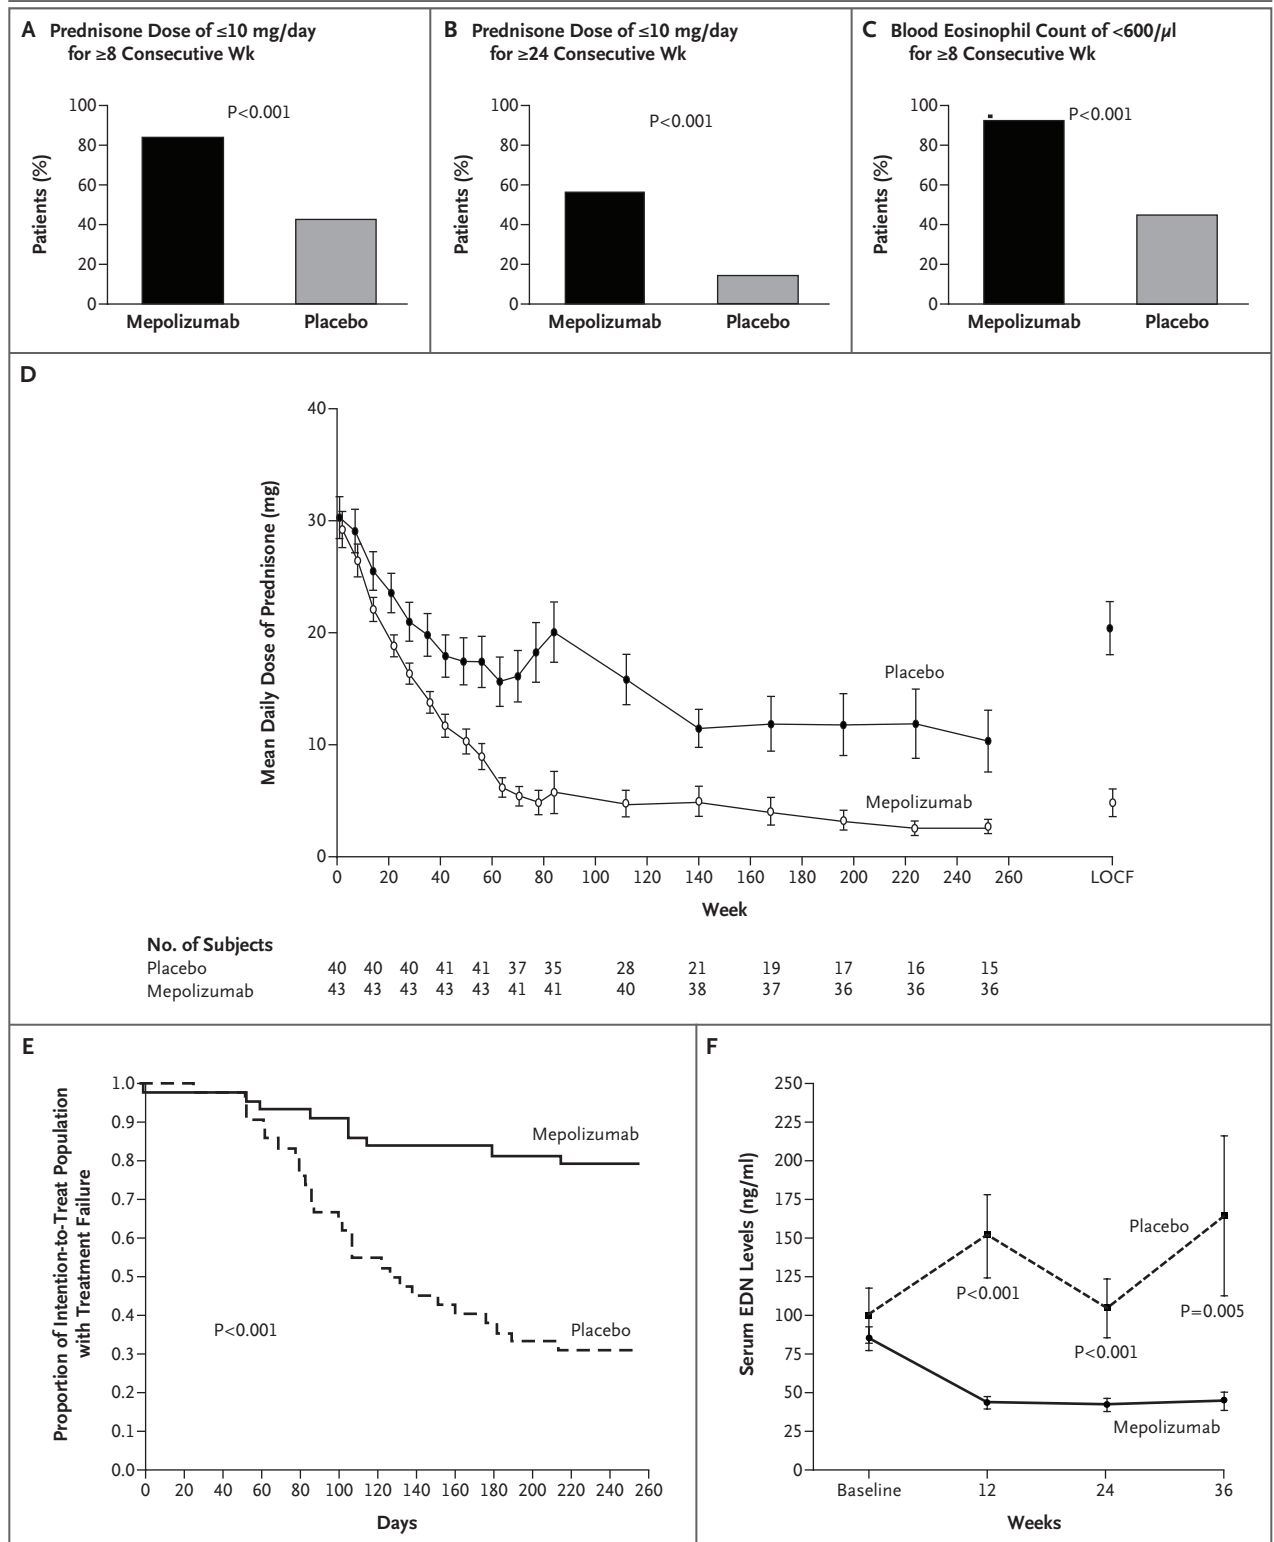 A Prednisone Dose of ≤10 mg/day
for ≥8 Consecutive Wk
P<0.001
Patients (%)
100
80
60
40
20
0
Mepolizumab Placebo
B Prednisone Dose of ≤10 mg/day
for ≥24 Consecutive Wk
P<0.001
Patients (%)
100
80
60
40
20
0
Mepolizumab Placebo
C Blood Eosinophil Count of <600/μl
for ≥8 Consecutive Wk
P<0.001
Patients (%)
100
80
60
40
20
0
Mepolizumab Placebo
D
Mean Daily Dose of Prednisone (mg)
40
30
20
10
0
Placebo
Mepolizumab
0 20 40 60 80 100 120 140 160 180 200 220 240 260 LOCF
Week
No. of Subjects
Placebo 40 40 40 41 41 37 35 28 21 19 17 16 15
Mepolizumab 43 43 43 43 43 41 41 40 38 37 36 36 36
E
Proportion of Intention-to-Treat Population
with Treatment Failure
1.0
0.9
0.8
0.7
0.6
0.5
0.4
0.3
0.2
0.1
0.0
Mepolizumab
P<0.001
Placebo
0 20 40 60 80 100 120 140 160 180 200 220 240 260
Days
F
Serum EDN Levels (ng/ml)
250
225
200
175
150
125
100
75
50
25
0
Placebo
P<0.001
P=0.005
P<0.001
Mepolizumab
Baseline 12 24 36
Weeks